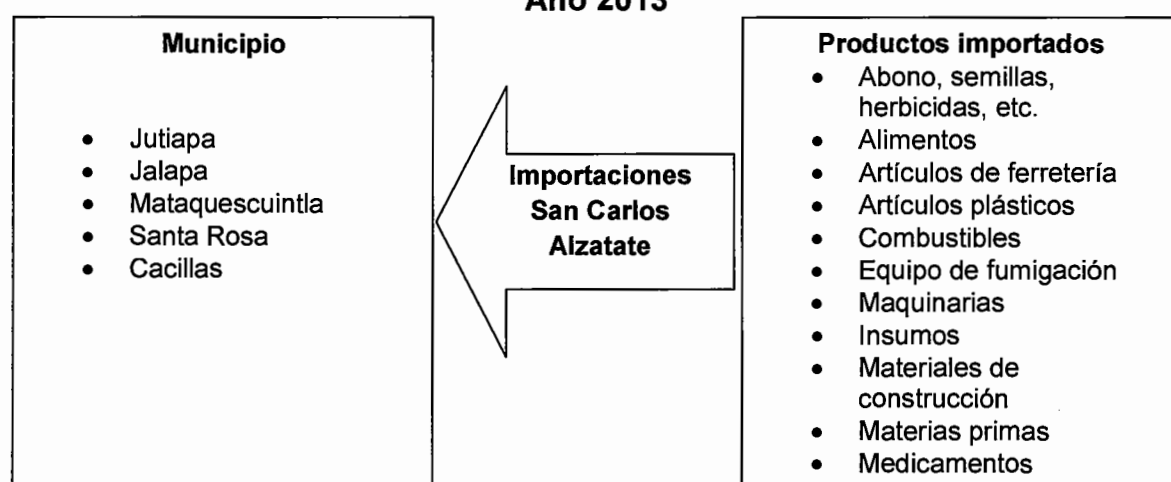 Año 2013
Municipio
• Jutiapa
• Jalapa
• Mataquescuintla
• Santa Rosa
• Cacillas
Importaciones
San Carlos
Alzatate
Productos importados
• Abono, semillas,
herbicidas, etc.
• Alimentos
• Artículos de ferretería
• Artículos plásticos
• Combustibles
• Equipo de fumigación
• Maquinarias
• Insumos
• Materiales de
construcción
• Materias primas
• Medicamentos